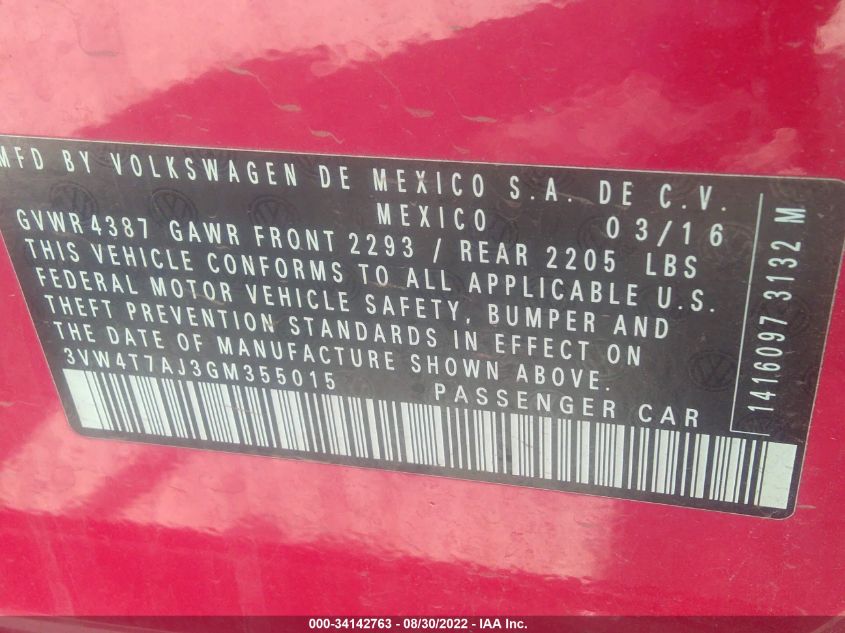 MFD BY VOLKSWAGEN DE MEXICO S.A. DE C.V.
MEXICO 03/16
GVWR 4387 GAWR FRONT 2293 / REAR 2205 LBS
THIS VEHICLE CONFORMS TO ALL APPLICABLE U.S.
FEDERAL MOTOR VEHICLE SAFETY, BUMPER AND
THEFT PREVENTION STANDARDS IN EFFECT ON
THE DATE OF MANUFACTURE SHOWN ABOVE.
3VW4T7AJ3GM355015
PASSENGER CAR
1416097 3132 M
000-34142763 - 08/30/2022 - IAA Inc.